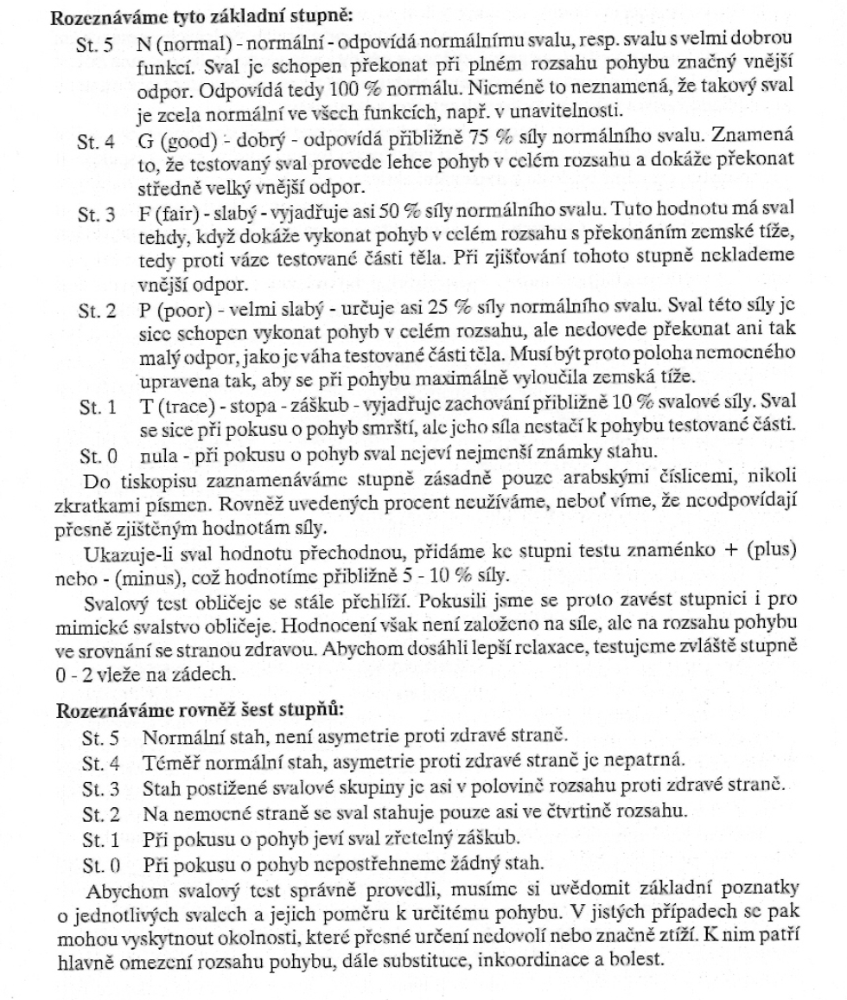 Rozeznáváme tyto základní stupně:
St. 5 N (normal) - normální - odpovídá normálnímu svalu, resp. svalu s velmi dobrou
funkcí. Sval je schopen překonat při plném rozsahu pohybu značný vnější
odpor. Odpovídá tedy 100 % normálu. Nicméně to neznamená, že takový sval
je zcela normální ve všech funkcích, např. v unavitelnosti.
St. 4 G (good) - dobrý - odpovídá přibližně 75 % síly normálního svalu. Znamená
to, že testovaný sval provede lehce pohyb v celém rozsahu a dokáže překonat
středně velký vnější odpor.
St. 3 F (fair) - slabý - vyjadřuje asi 50 % síly normálního svalu. Tuto hodnotu má sval
tehdy, když dokáže vykonat pohyb v celém rozsahu s překonáním zemské tíže,
tedy proti váze testované části těla. Při zjišťování tohoto stupně neklademe
vnější odpor.
St. 2 P (poor) - velmi slabý - určuje asi 25 % síly normálního svalu. Sval této síly je
sice schopen vykonat pohyb v celém rozsahu, ale nedovede překonat ani tak
malý odpor, jako je váha testované části těla. Musí být proto poloha nemocného
upravena tak, aby se při pohybu maximálně vyloučila zemská tíže.
St. 1 T (trace) - stopa - záškub - vyjadřuje zachování přibližně 10 % svalové síly. Sval
se sice při pokusu o pohyb smrští, ale jeho síla nestačí k pohybu testované části.
St. 0 nula - při pokusu o pohyb sval nejeví nejmenší známky stahu.
Do tiskopisu zaznamenáváme stupně zásadně pouze arabskými číslicemi, nikoli
zkratkami písmen. Rovněž uvedených procent neužíváme, neboť víme, že neodpovídají
přesně zjištěným hodnotám síly.
Ukazuje-li sval hodnotu přechodnou, přidáme ke stupni testu znaménko + (plus)
nebo - (minus), což hodnotíme přibližně 5 - 10 % síly.
Svalový test obličeje se stále přehlíží. Pokusili jsme se proto zavést stupnici i pro
mimické svalstvo obličeje. Hodnocení však není založeno na síle, ale na rozsahu pohybu
ve srovnání se stranou zdravou. Abychom dosáhli lepší relaxace, testujeme zvláště stupně
0 - 2 vleže na zádech.
Rozeznáváme rovněž šest stupňů:
St. 5 Normální stah, není asymetrie proti zdravé straně.
St. 4 Téměř normální stah, asymetrie proti zdravé straně je nepatrná.
St. 3 Stah postižené svalové skupiny je asi v polovině rozsahu proti zdravé straně.
St. 2 Na nemocné straně se sval stahuje pouze asi ve čtvrtině rozsahu.
St. 1 Při pokusu o pohyb jeví sval zřetelný záškub.
St. 0 Při pokusu o pohyb nepostřehneme žádný stah.
Abychom svalový test správně provedli, musíme si uvědomit základní poznatky
o jednotlivých svalech a jejich poměru k určitému pohybu. V jistých případech se pak
mohou vyskytnout okolnosti, které přesné určení nedovolí nebo značně ztíží. K nim patří
hlavně omezení rozsahu pohybu, dále substituce, inkoordinace a bolest.